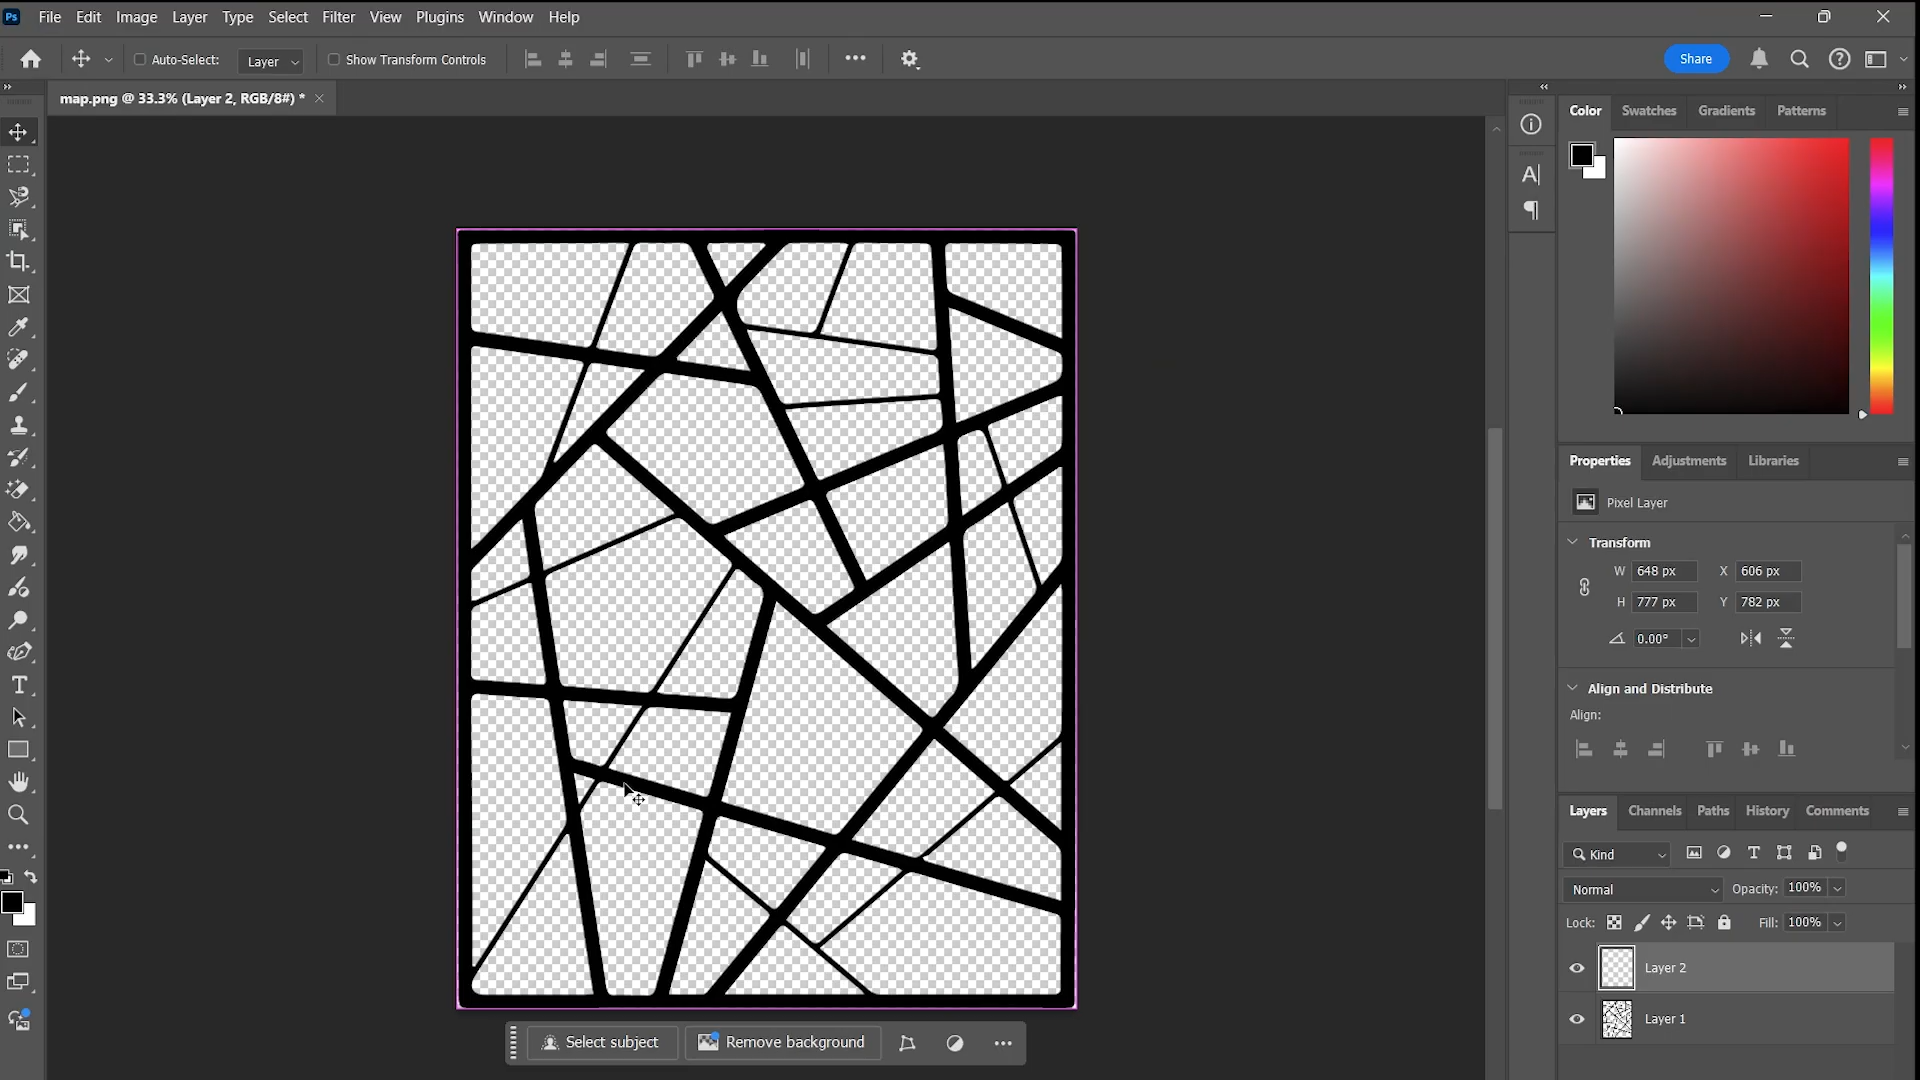 Ps File Edit Image Layer Type Select Filter View Plugins Window Help
Auto-Select: Layer Show Transform Controls Share
map.png @ 33.3% (Layer 2, RGB/8#) *
Color Swatches Gradients Patterns
Properties Adjustments Libraries
Pixel Layer
Transform
W 648 px X 606 px
H 777 px Y 782 px
0.00°
Align and Distribute
Align:
Layers Channels Paths History Comments
Kind
Normal Opacity: 100%
Lock: Fill: 100%
Layer 2
Layer 1
Select subject Remove background